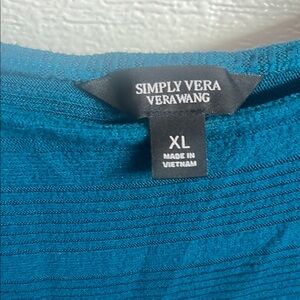 SIMPLY VERA
VERAWANG
XL
MADE IN
VIETNAM